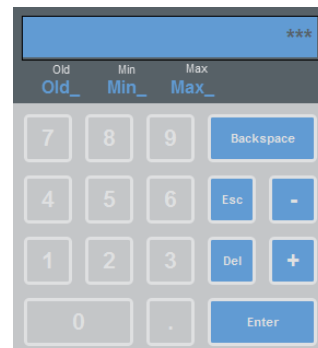 ***
Old Min Max
Old_ Min_ Max_
7 8 9 Backspace
4 5 6 Esc -
1 2 3 Del +
0 . Enter